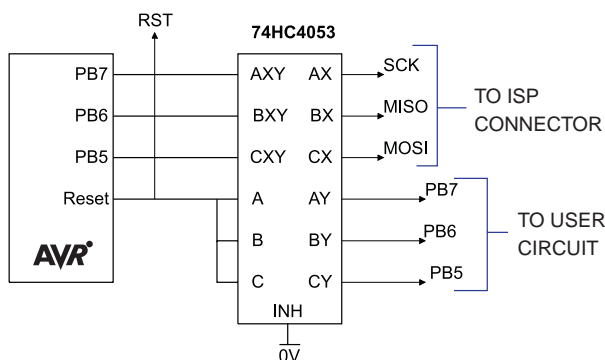 RST
74HC4053
PB7 AXY AX SCK
PB6 BXY BX MISO
PB5 CXY CX MOSI
TO ISP
CONNECTOR
Reset A AY PB7
B BY PB6
C CY PB5
TO USER
CIRCUIT
AVR
INH
0V